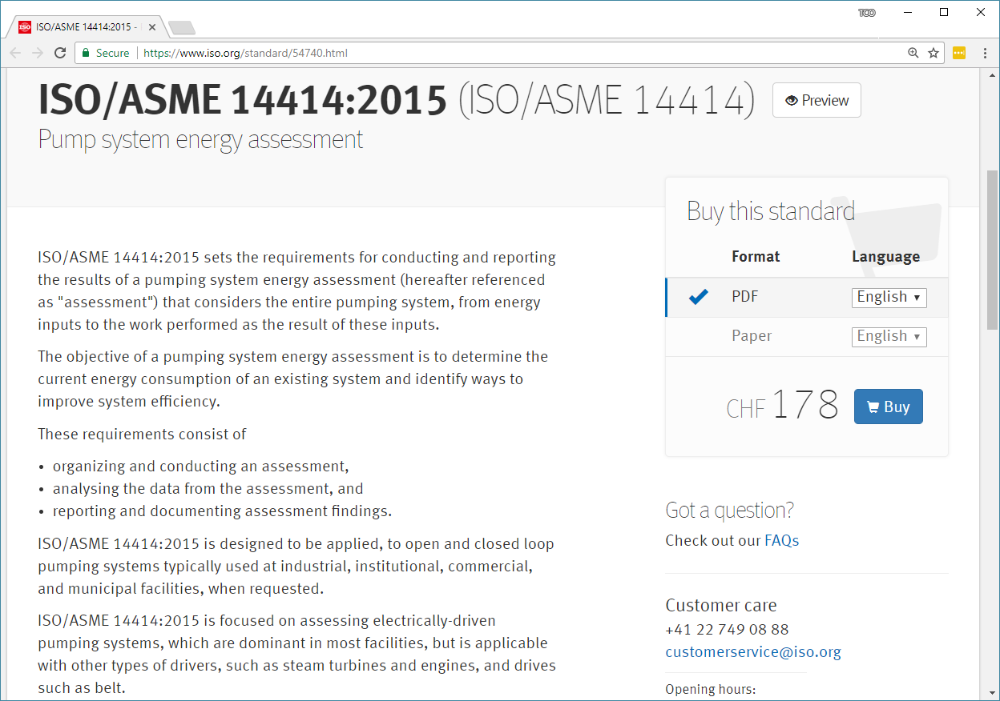 TCO
ISO
ISO/ASME 14414:2015 -
Secure
https://www.iso.org/standard/54740.html
ISO/ASME 14414:2015 (ISO/ASME 14414)
Preview
Pump system energy assessment
ISO/ASME 14414:2015 sets the requirements for conducting and reporting
the results of a pumping system energy assessment (hereafter referenced
as "assessment") that considers the entire pumping system, from energy
inputs to the work performed as the result of these inputs.
The objective of a pumping system energy assessment is to determine the
current energy consumption of an existing system and identify ways to
improve system efficiency.
These requirements consist of
• organizing and conducting an assessment,
• analysing the data from the assessment, and
• reporting and documenting assessment findings.
ISO/ASME 14414:2015 is designed to be applied, to open and closed loop
pumping systems typically used at industrial, institutional, commercial,
and municipal facilities, when requested.
ISO/ASME 14414:2015 is focused on assessing electrically-driven
pumping systems, which are dominant in most facilities, but is applicable
with other types of drivers, such as steam turbines and engines, and drives
such as belt.
Buy this standard
Format Language
PDF English
Paper English
CHF 178 Buy
Got a question?
Check out our FAQs
Customer care
+41 22 749 08 88
customerservice@iso.org
Opening hours: